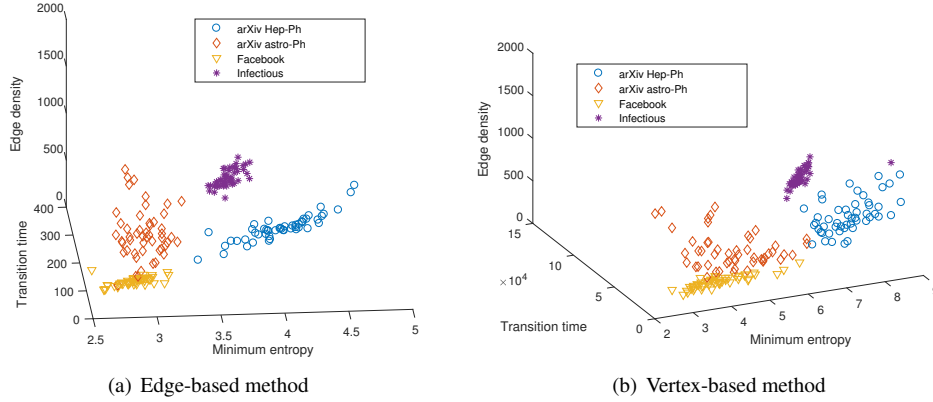 2000
1500
1000
500
0
Edge density
400
300
200
100
0
Transition time
2.5
3
3.5
4
4.5
5
Minimum entropy
arXiv Hep-Ph
arXiv astro-Ph
Facebook
Infectious
(a) Edge-based method
2000
1500
1000
500
0
Edge density
15
10
5
0
×10^4
Transition time
2
3
4
5
6
7
8
9
Minimum entropy
arXiv Hep-Ph
arXiv astro-Ph
Facebook
Infectious
(b) Vertex-based method